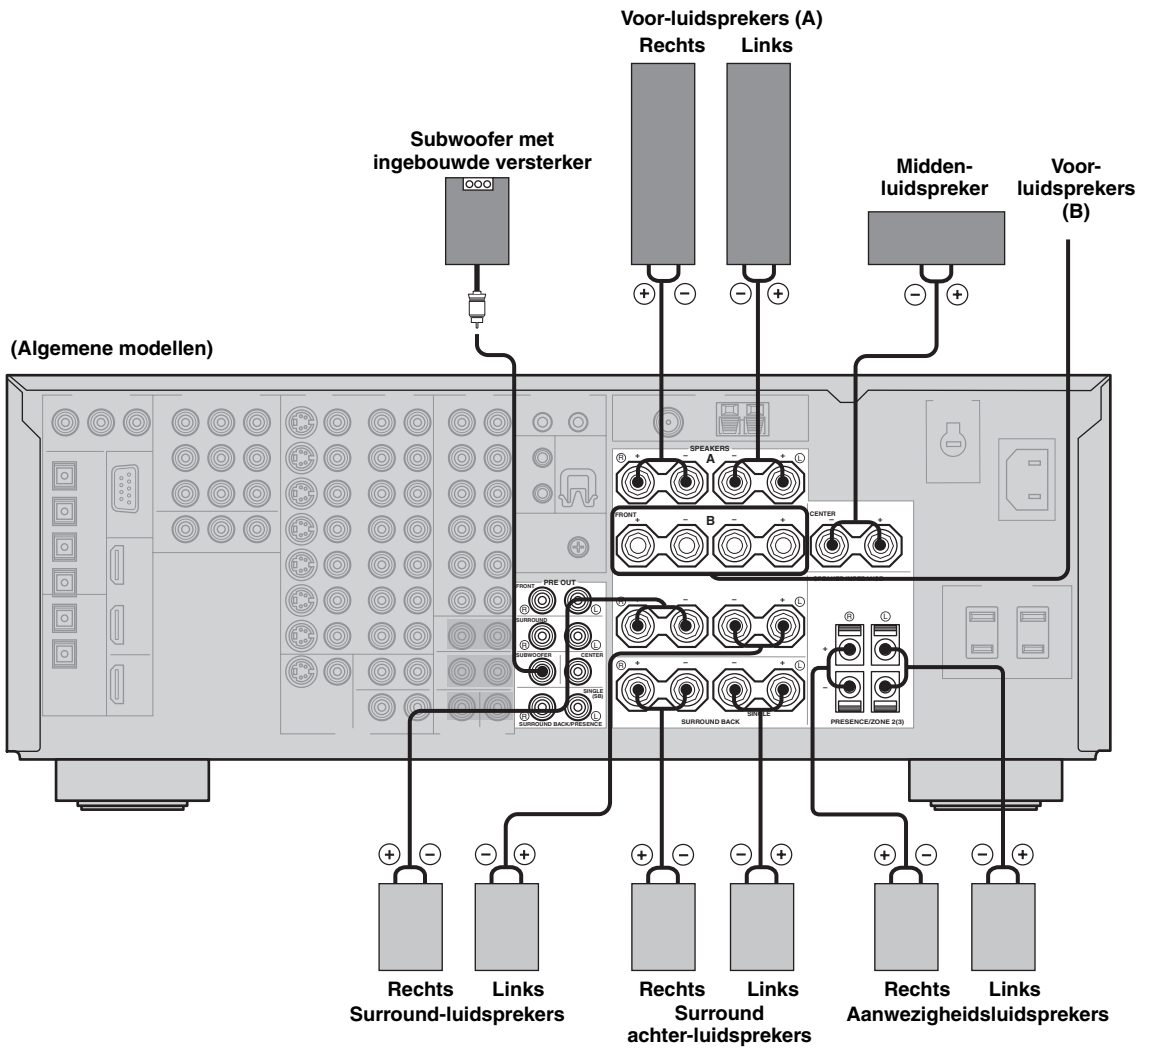 Voor-luidsprekers (A)
Rechts Links
Subwoofer met
ingebouwde versterker
Midden-
luidspreker
Voor-
luidsprekers
(B)
+ − − + − +
(Algemene modellen)
SPEAKERS
R + − A − + L
FRONT
+ − B − +
CENTER
− +
PRE OUT
FRONT
R L
SURROUND
R L
SUBWOOFER CENTER
SINGLE
(SB)
R L
SURROUND BACK/PRESENCE
R − − + L
R + − − + L
SURROUND BACK
SINGLE
R L
+
−
PRESENCE/ZONE 2(3)
+ − − + + − − + + − − +
Rechts Links
Surround-luidsprekers
Rechts Links
Surround
achter-luidsprekers
Rechts Links
Aanwezigheidsluidsprekers